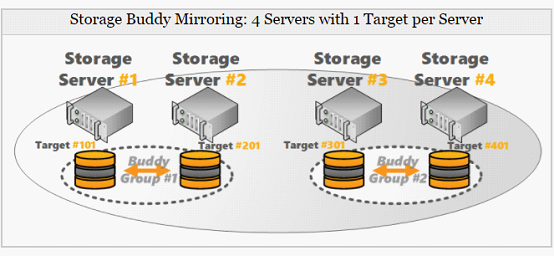 Storage Buddy Mirroring: 4 Servers with 1 Target per Server
Storage
Server #1
Storage
Server #2
Storage
Server #3
Storage
Server #4
Target #101
Target #201
Target #301
Target #401
Buddy
Group #1
Buddy
Group #2